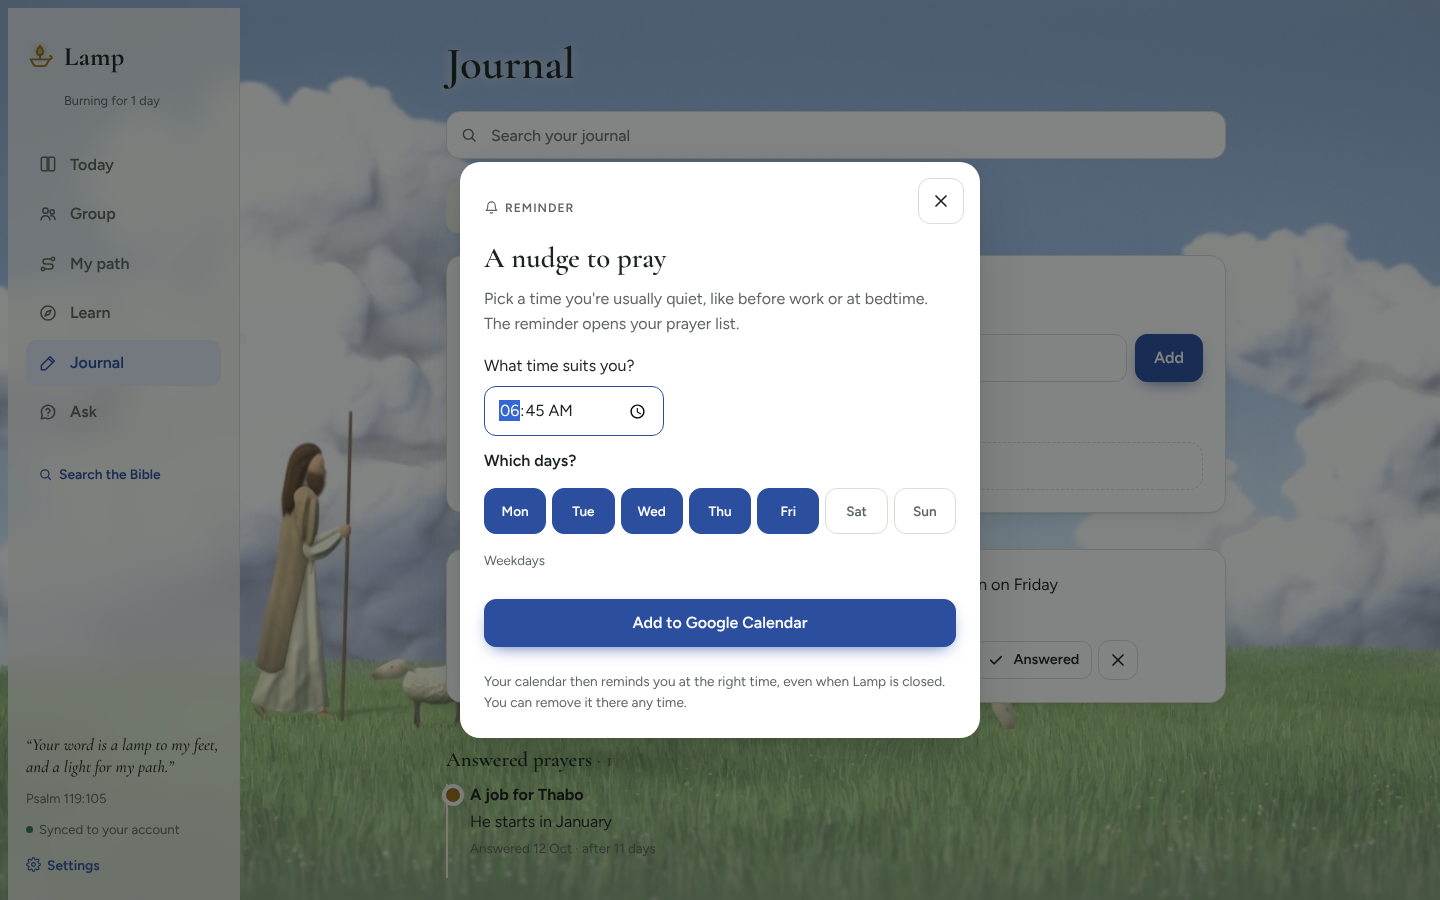 Lamp
Burning for 1 day
Today
Group
My path
Learn
Journal
Ask
Search the Bible
“Your word is a lamp to my feet,
and a light for my path.”
Psalm 119:105
Synced to your account
Settings
Journal
Search your journal
REMINDER
A nudge to pray
Pick a time you're usually quiet, like before work or at bedtime.
The reminder opens your prayer list.
What time suits you?
06:45 AM
Which days?
Mon Tue Wed Thu Fri Sat Sun
Weekdays
Add to Google Calendar
Your calendar then reminds you at the right time, even when Lamp is closed.
You can remove it there any time.
Add
on Friday
Answered
Answered prayers · 1
A job for Thabo
He starts in January
Answered 12 Oct · after 11 days